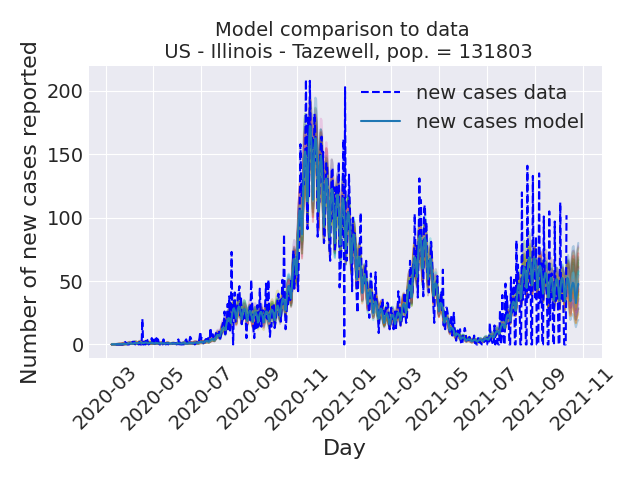 Model comparison to data
US - Illinois - Tazewell, pop. = 131803
Number of new cases reported
200
150
100
50
0
new cases data
new cases model
2020-03
2020-05
2020-07
2020-09
2020-11
2021-01
2021-03
2021-05
2021-07
2021-09
2021-11
Day